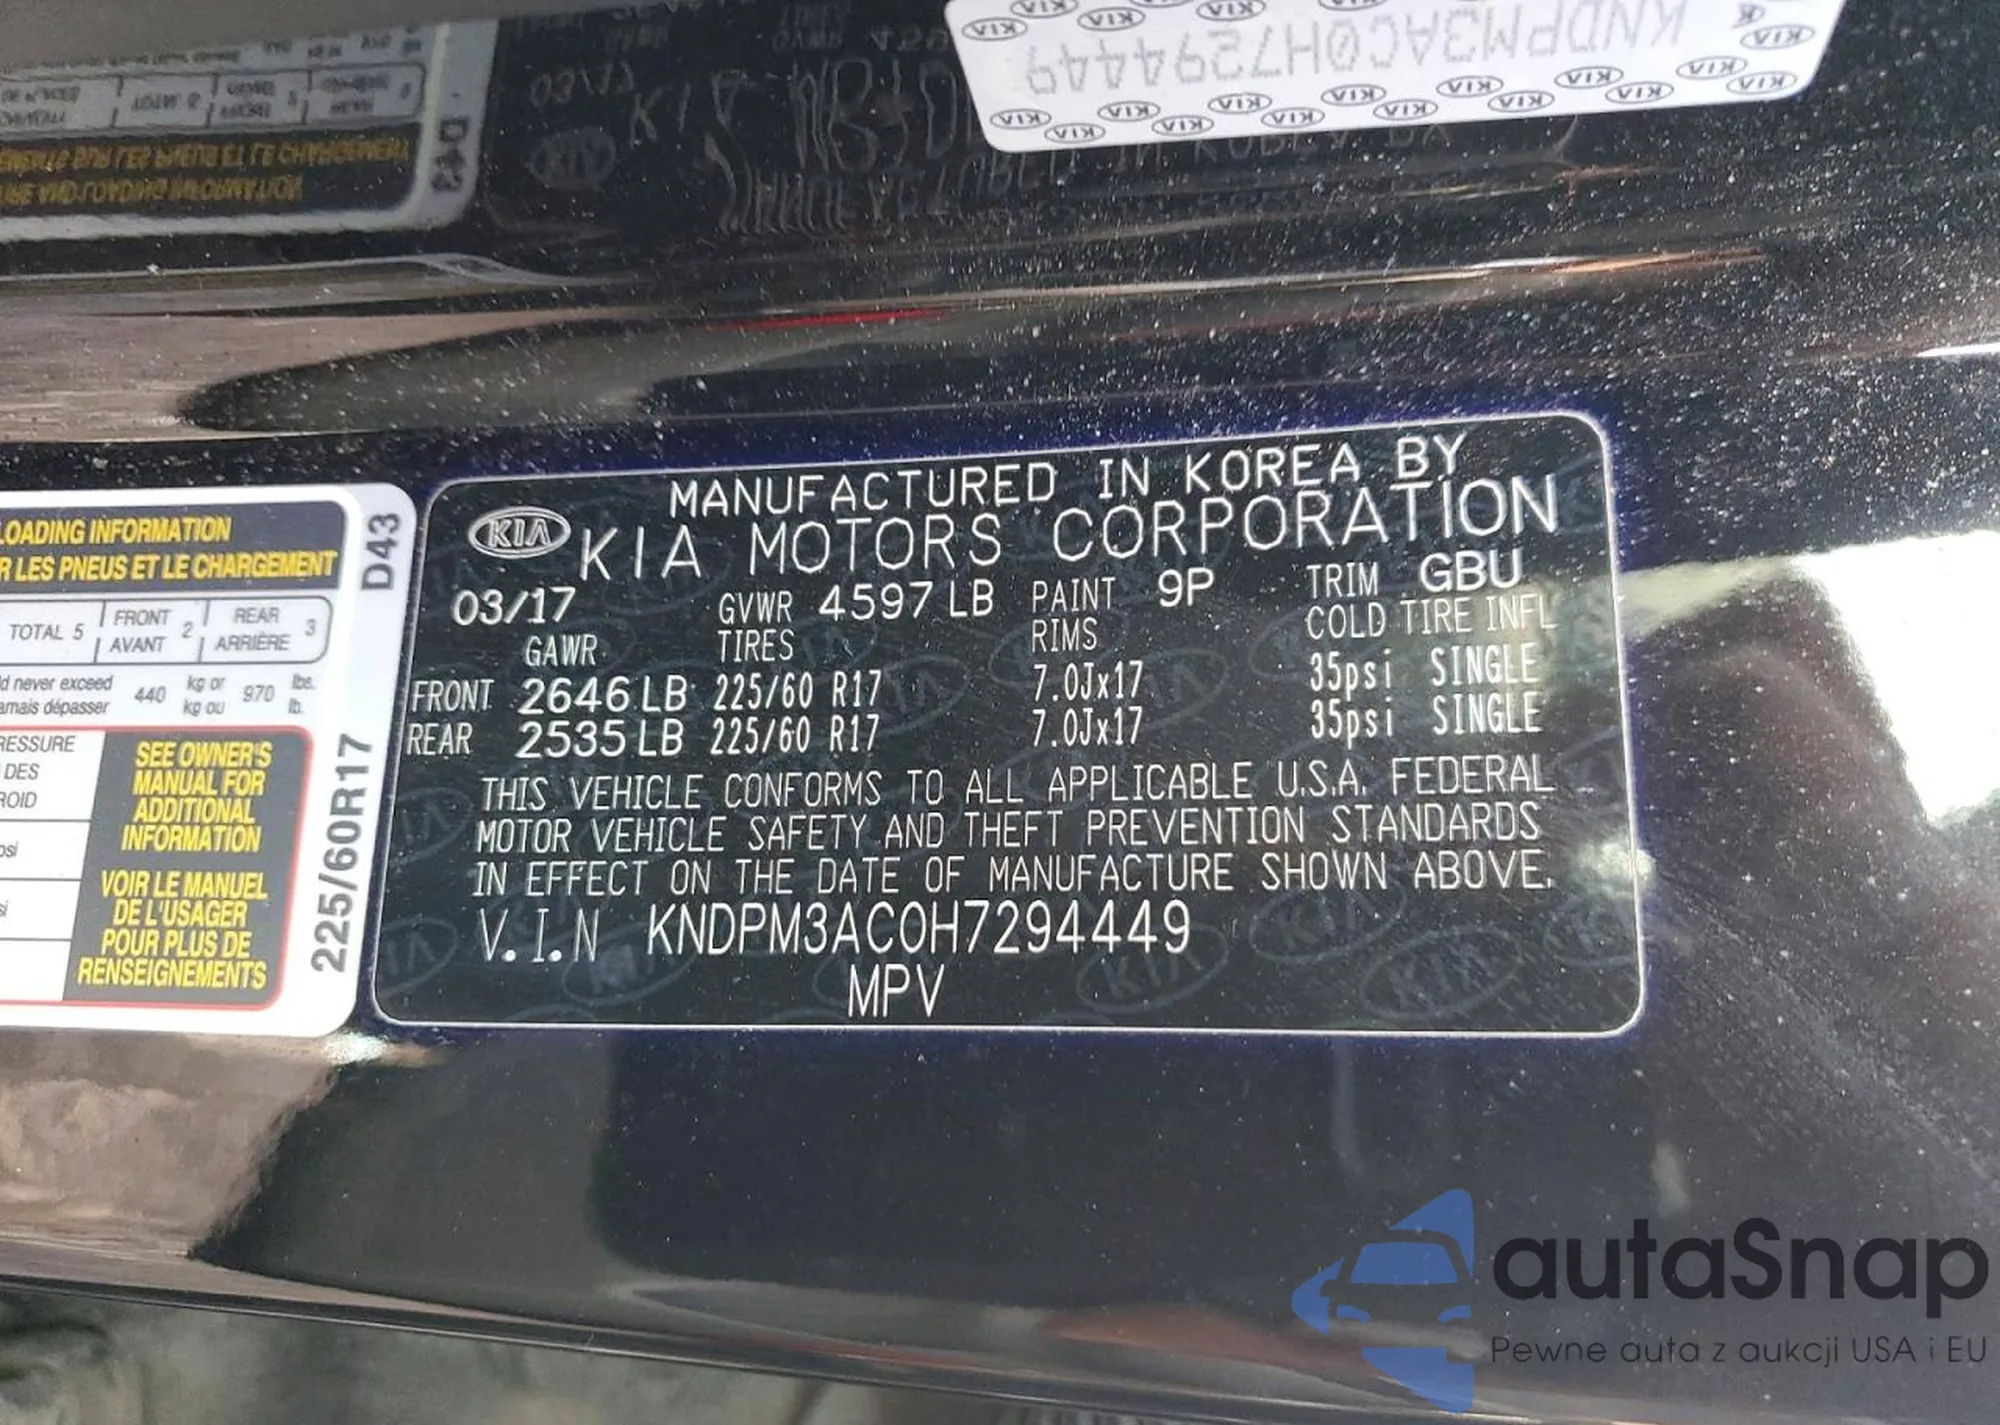 KNDPM3AC0H7294449
KIA
LOADING INFORMATION
LES PNEUS ET LE CHARGEMENT
D43
TOTAL 5
FRONT
AVANT 2
REAR
ARRIÈRE 3
never exceed
dépasser
440
kg or
kg ou
970
lbs.
lb.
SEE OWNER'S
MANUAL FOR
ADDITIONAL
INFORMATION
VOIR LE MANUEL
DE L'USAGER
POUR PLUS DE
RENSEIGNEMENTS
DES
225/60R17
MANUFACTURED IN KOREA BY
KIA KIA MOTORS CORPORATION
03/17 GVWR 4597 LB PAINT 9P TRIM GBU
GAWR TIRES RIMS COLD TIRE INFL
FRONT 2646 LB 225/60 R17 7.0Jx17 35psi SINGLE
REAR 2535 LB 225/60 R17 7.0Jx17 35psi SINGLE
THIS VEHICLE CONFORMS TO ALL APPLICABLE U.S.A. FEDERAL
MOTOR VEHICLE SAFETY AND THEFT PREVENTION STANDARDS
IN EFFECT ON THE DATE OF MANUFACTURE SHOWN ABOVE.
V.I.N KNDPM3AC0H7294449
MPV
autaSnap
Pewne auta z aukcji USA i EU